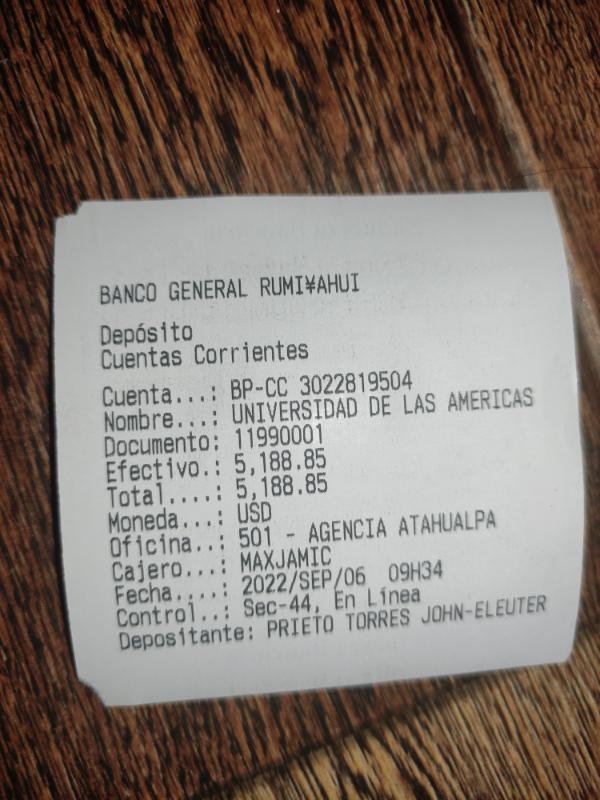 BANCO GENERAL RUMI¥AHUI
Depósito
Cuentas Corrientes
Cuenta...: BP-CC 3022819504
Nombre...: UNIVERSIDAD DE LAS AMERICAS
Documento: 11990001
Efectivo.: 5,188.85
Total....: 5,188.85
Moneda...: USD
Oficina..: 501 - AGENCIA ATAHUALPA
Cajero...: MAXJAMIC
Fecha....: 2022/SEP/06 09H34
Control..: Sec-44, En Línea
Depositante: PRIETO TORRES JOHN-ELEUTER